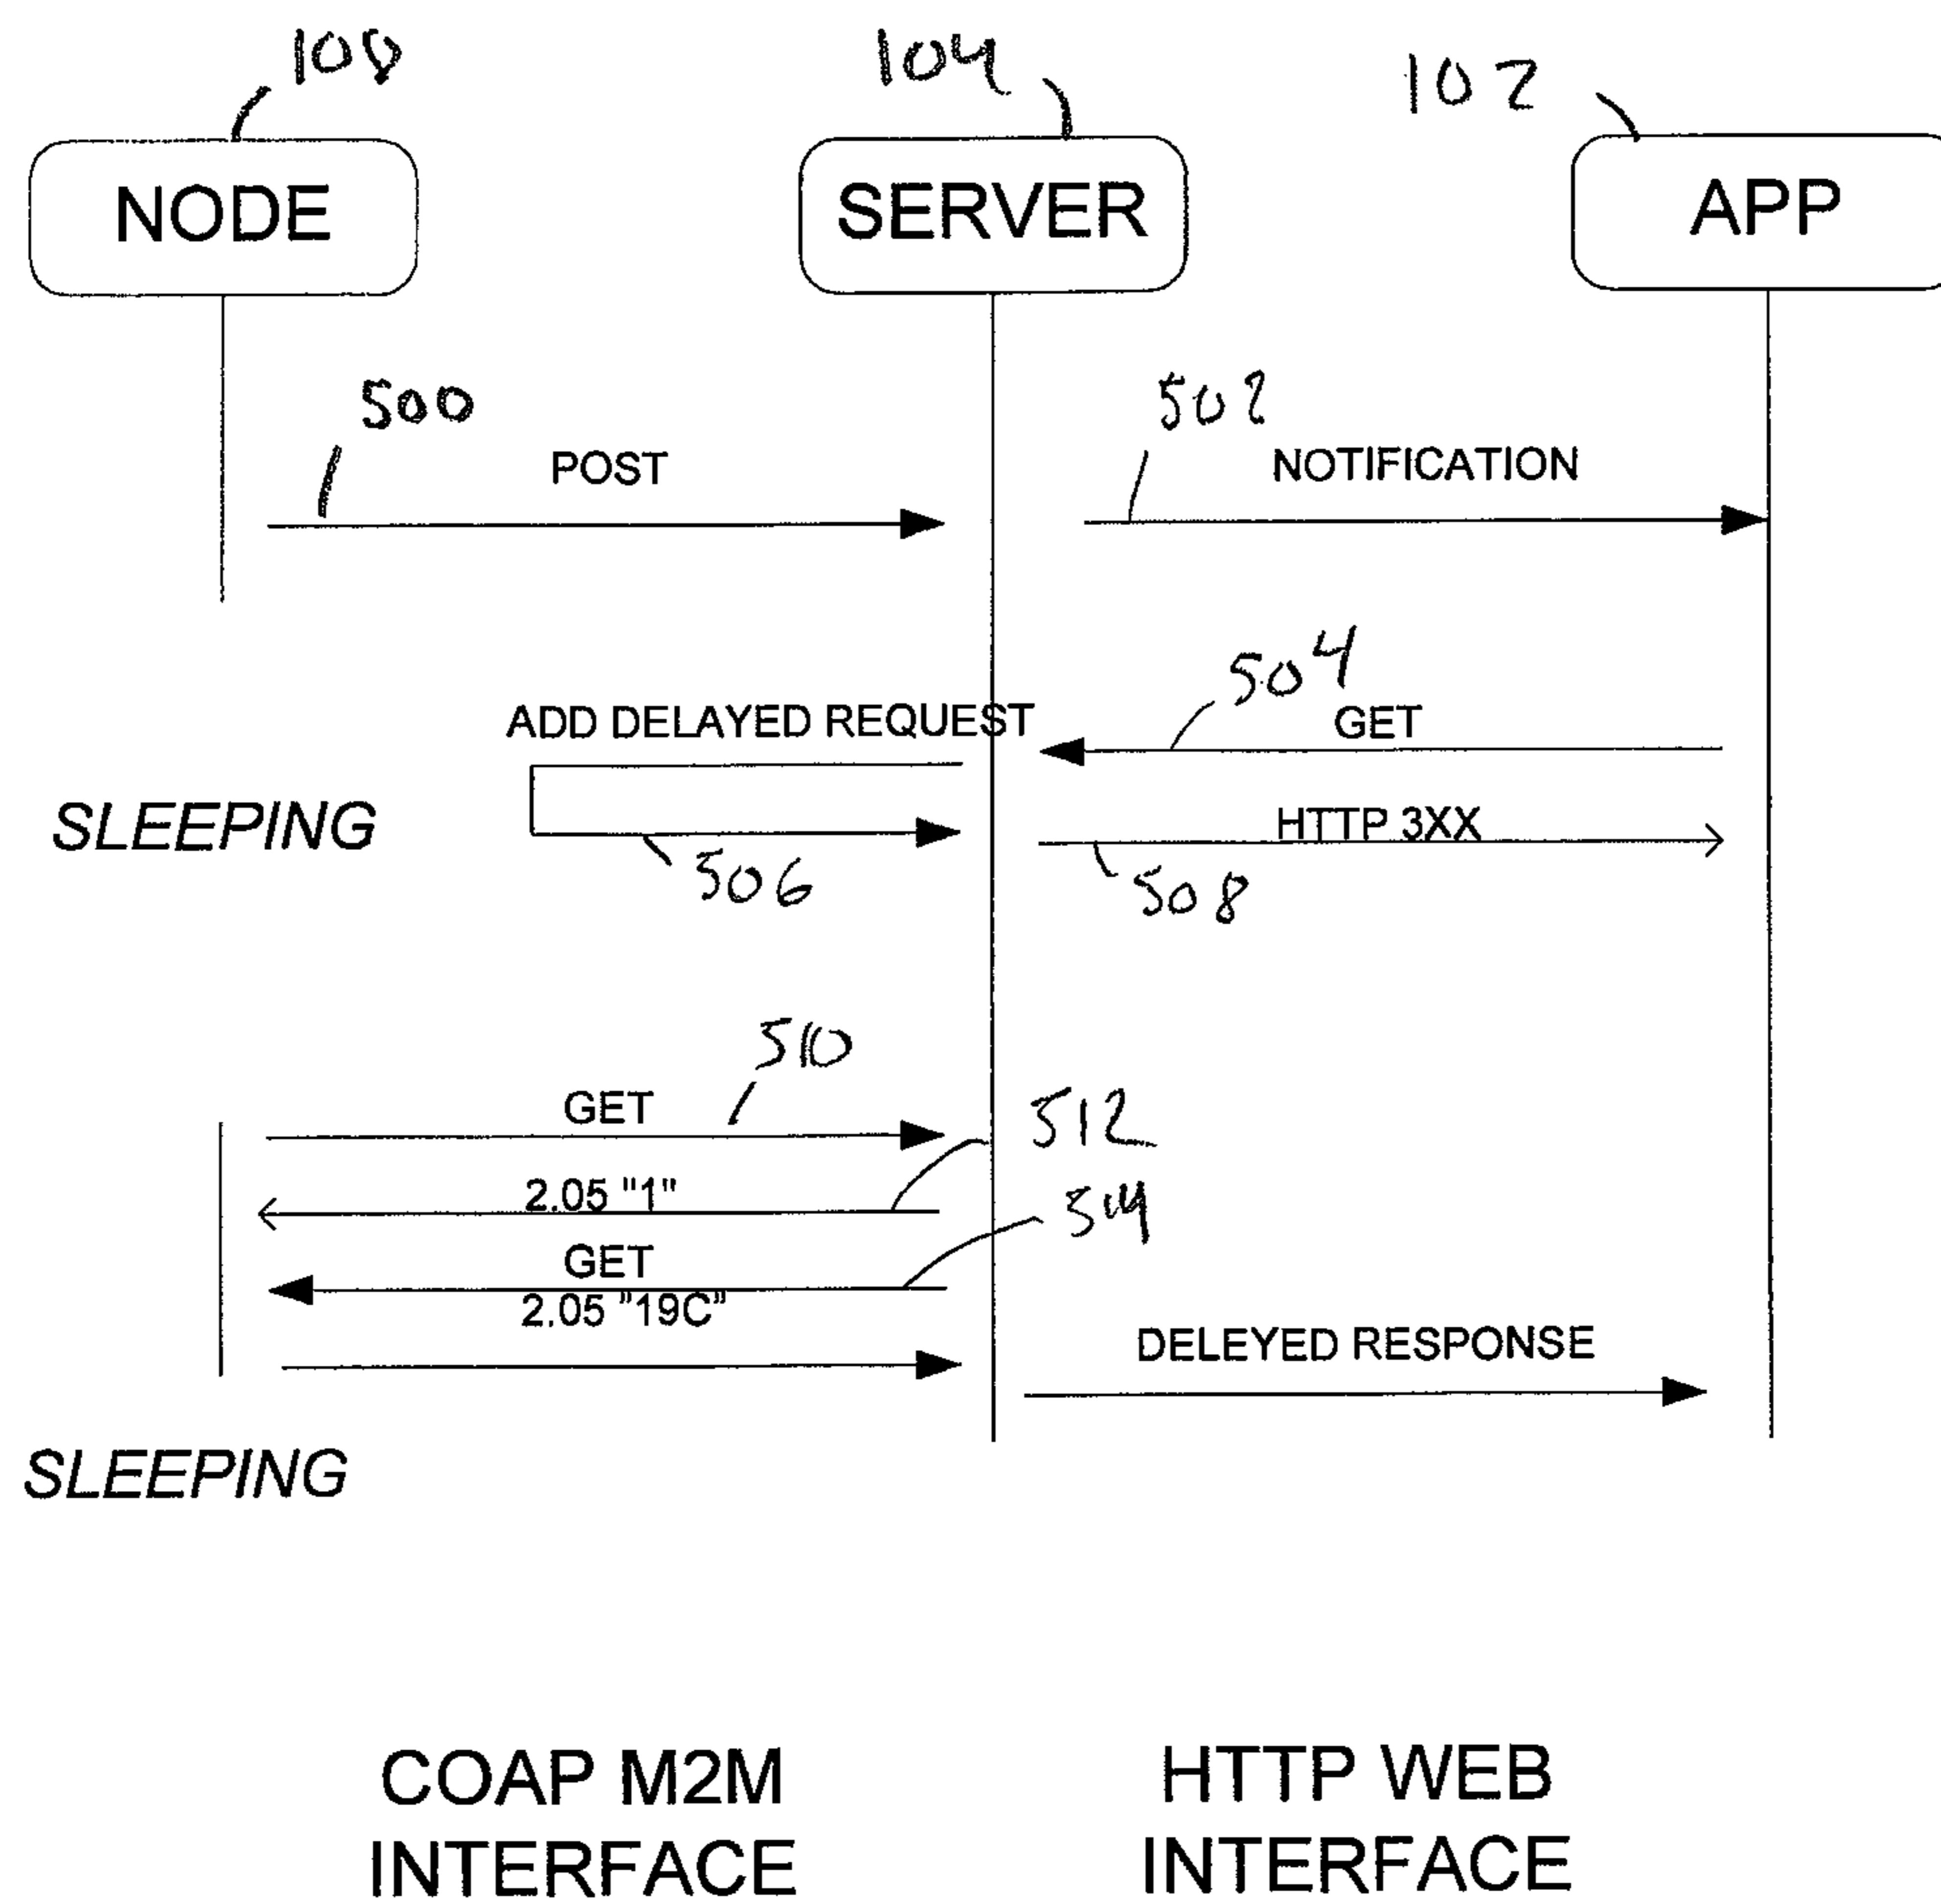 108
104
102
NODE
SERVER
APP
500
502
POST
NOTIFICATION
504
ADD DELAYED REQUEST
GET
SLEEPING
HTTP 3XX
506
508
510
GET
512
2.05 "1"
514
GET
2.05 "19C"
DELEYED RESPONSE
SLEEPING
COAP M2M
INTERFACE
HTTP WEB
INTERFACE